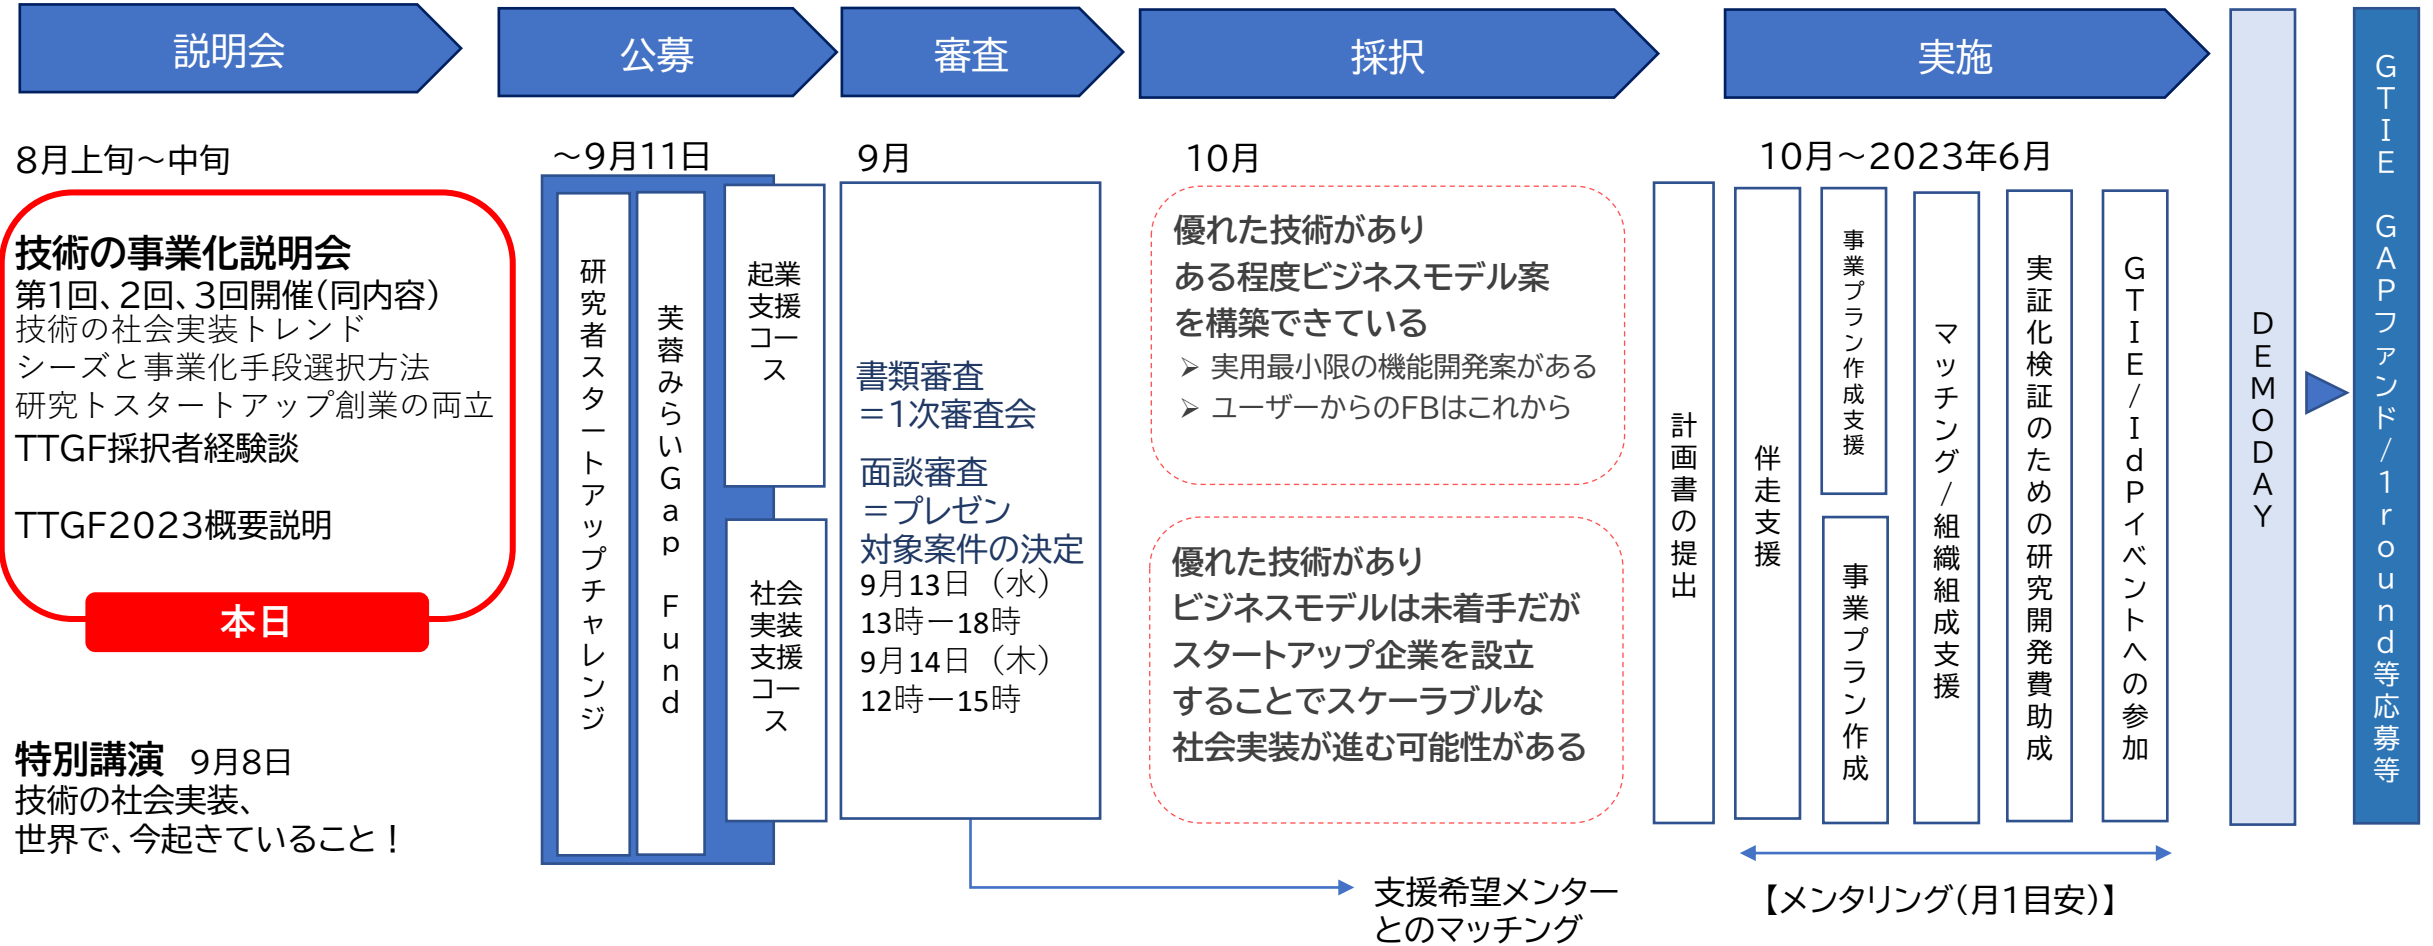 説明会
公募
審査
採択
実施
8月上旬～中旬
技術の事業化説明会
第1回、2回、3回開催(同内容)
技術の社会実装トレンド
シーズと事業化手段選択方法
研究トスタートアップ創業の両立
TTGF採択者経験談
TTGF2023概要説明
本日
特別講演 9月8日
技術の社会実装、
世界で、今起きていること！
～9月11日
研究者スタートアップチャレンジ
芙蓉みらいGap Fund
起業
支援
コー
ス
社会
実装
支援
コー
ス
9月
書類審査
＝1次審査会
面談審査
＝プレゼン
対象案件の決定
9月13日（水）
13時ー18時
9月14日（木）
12時ー15時
10月
優れた技術があり
ある程度ビジネスモデル案
を構築できている
➢ 実用最小限の機能開発案がある
➢ ユーザーからのFBはこれから
優れた技術があり
ビジネスモデルは未着手だが
スタートアップ企業を設立
することでスケーラブルな
社会実装が進む可能性がある
支援希望メンター
とのマッチング
計画書の提出
10月～2023年6月
伴走支援
事業プラン作成支援
事業プラン作成
マッチング/組織組成支援
実証化検証のための研究開発費助成
GTIE/IdPイベントへの参加
【メンタリング(月1目安)】
DEMODAY
GTIE GAPファンド/1round等応募等